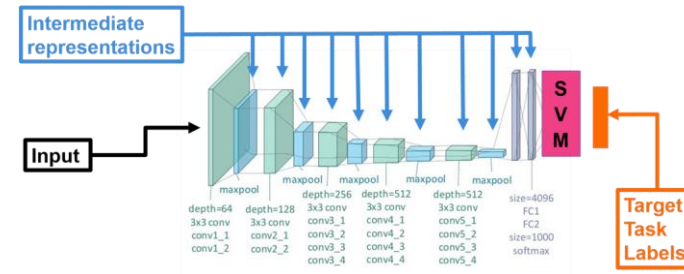 Intermediate
representations
Input
maxpool
maxpool
maxpool
maxpool
maxpool
depth=64
3x3 conv
conv1_1
conv1_2
depth=128
3x3 conv
conv2_1
conv2_2
depth=256
3x3 conv
conv3_1
conv3_2
conv3_3
conv3_4
depth=512
3x3 conv
conv4_1
conv4_2
conv4_3
conv4_4
depth=512
3x3 conv
conv5_1
conv5_2
conv5_3
conv5_4
size=4096
FC1
FC2
size=1000
softmax
S
V
M
Target
Task
Labels